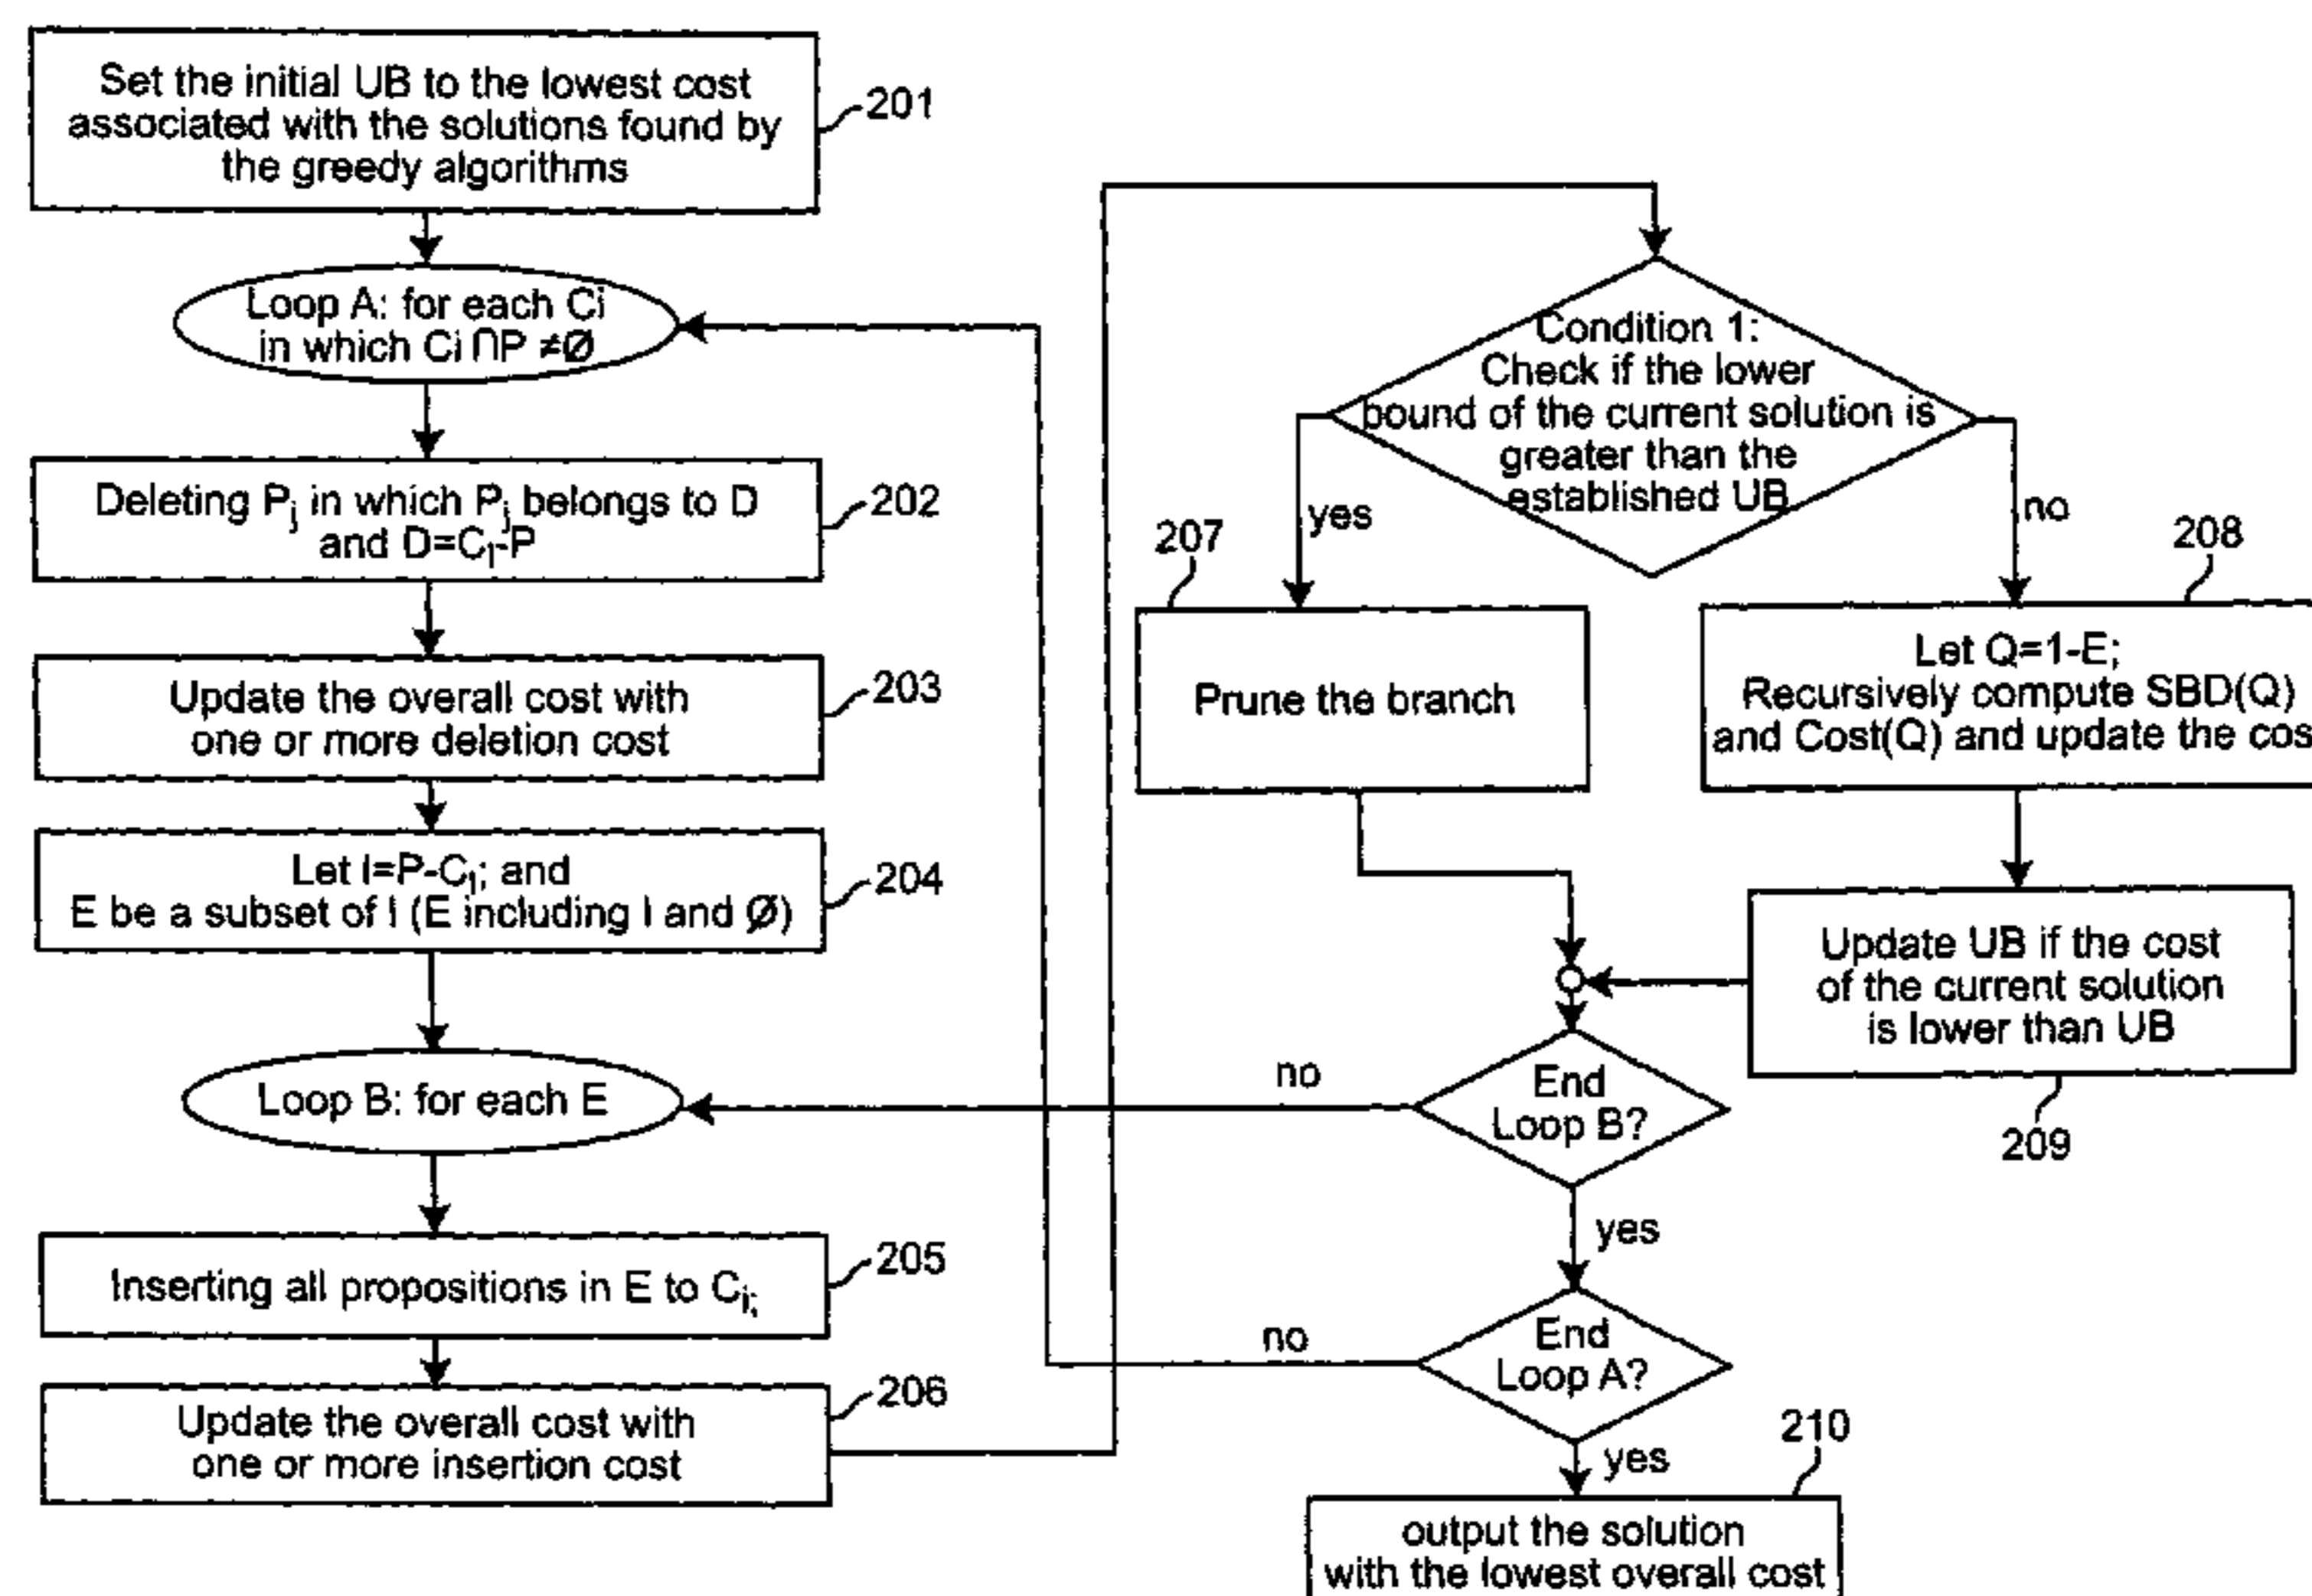 Set the initial UB to the lowest cost
associated with the solutions found by
the greedy algorithms
201
Loop A: for each Ci
in which Ci ∩P ≠Ø
Deleting Pj in which Pj belongs to D
and D=C1-P
202
Update the overall cost with
one or more deletion cost
203
Let I=P-C1; and
E be a subset of I (E including I and Ø)
204
Loop B: for each E
Inserting all propositions in E to Ci;
205
Update the overall cost with
one or more insertion cost
206
Condition 1:
Check if the lower
bound of the current solution is
greater than the
established UB
yes
no
207
Prune the branch
208
Let Q=1-E;
Recursively compute SBD(Q)
and Cost(Q) and update the cos
Update UB if the cost
of the current solution
is lower than UB
209
End
Loop B?
no
yes
End
Loop A?
no
yes
210
output the solution
with the lowest overall cost